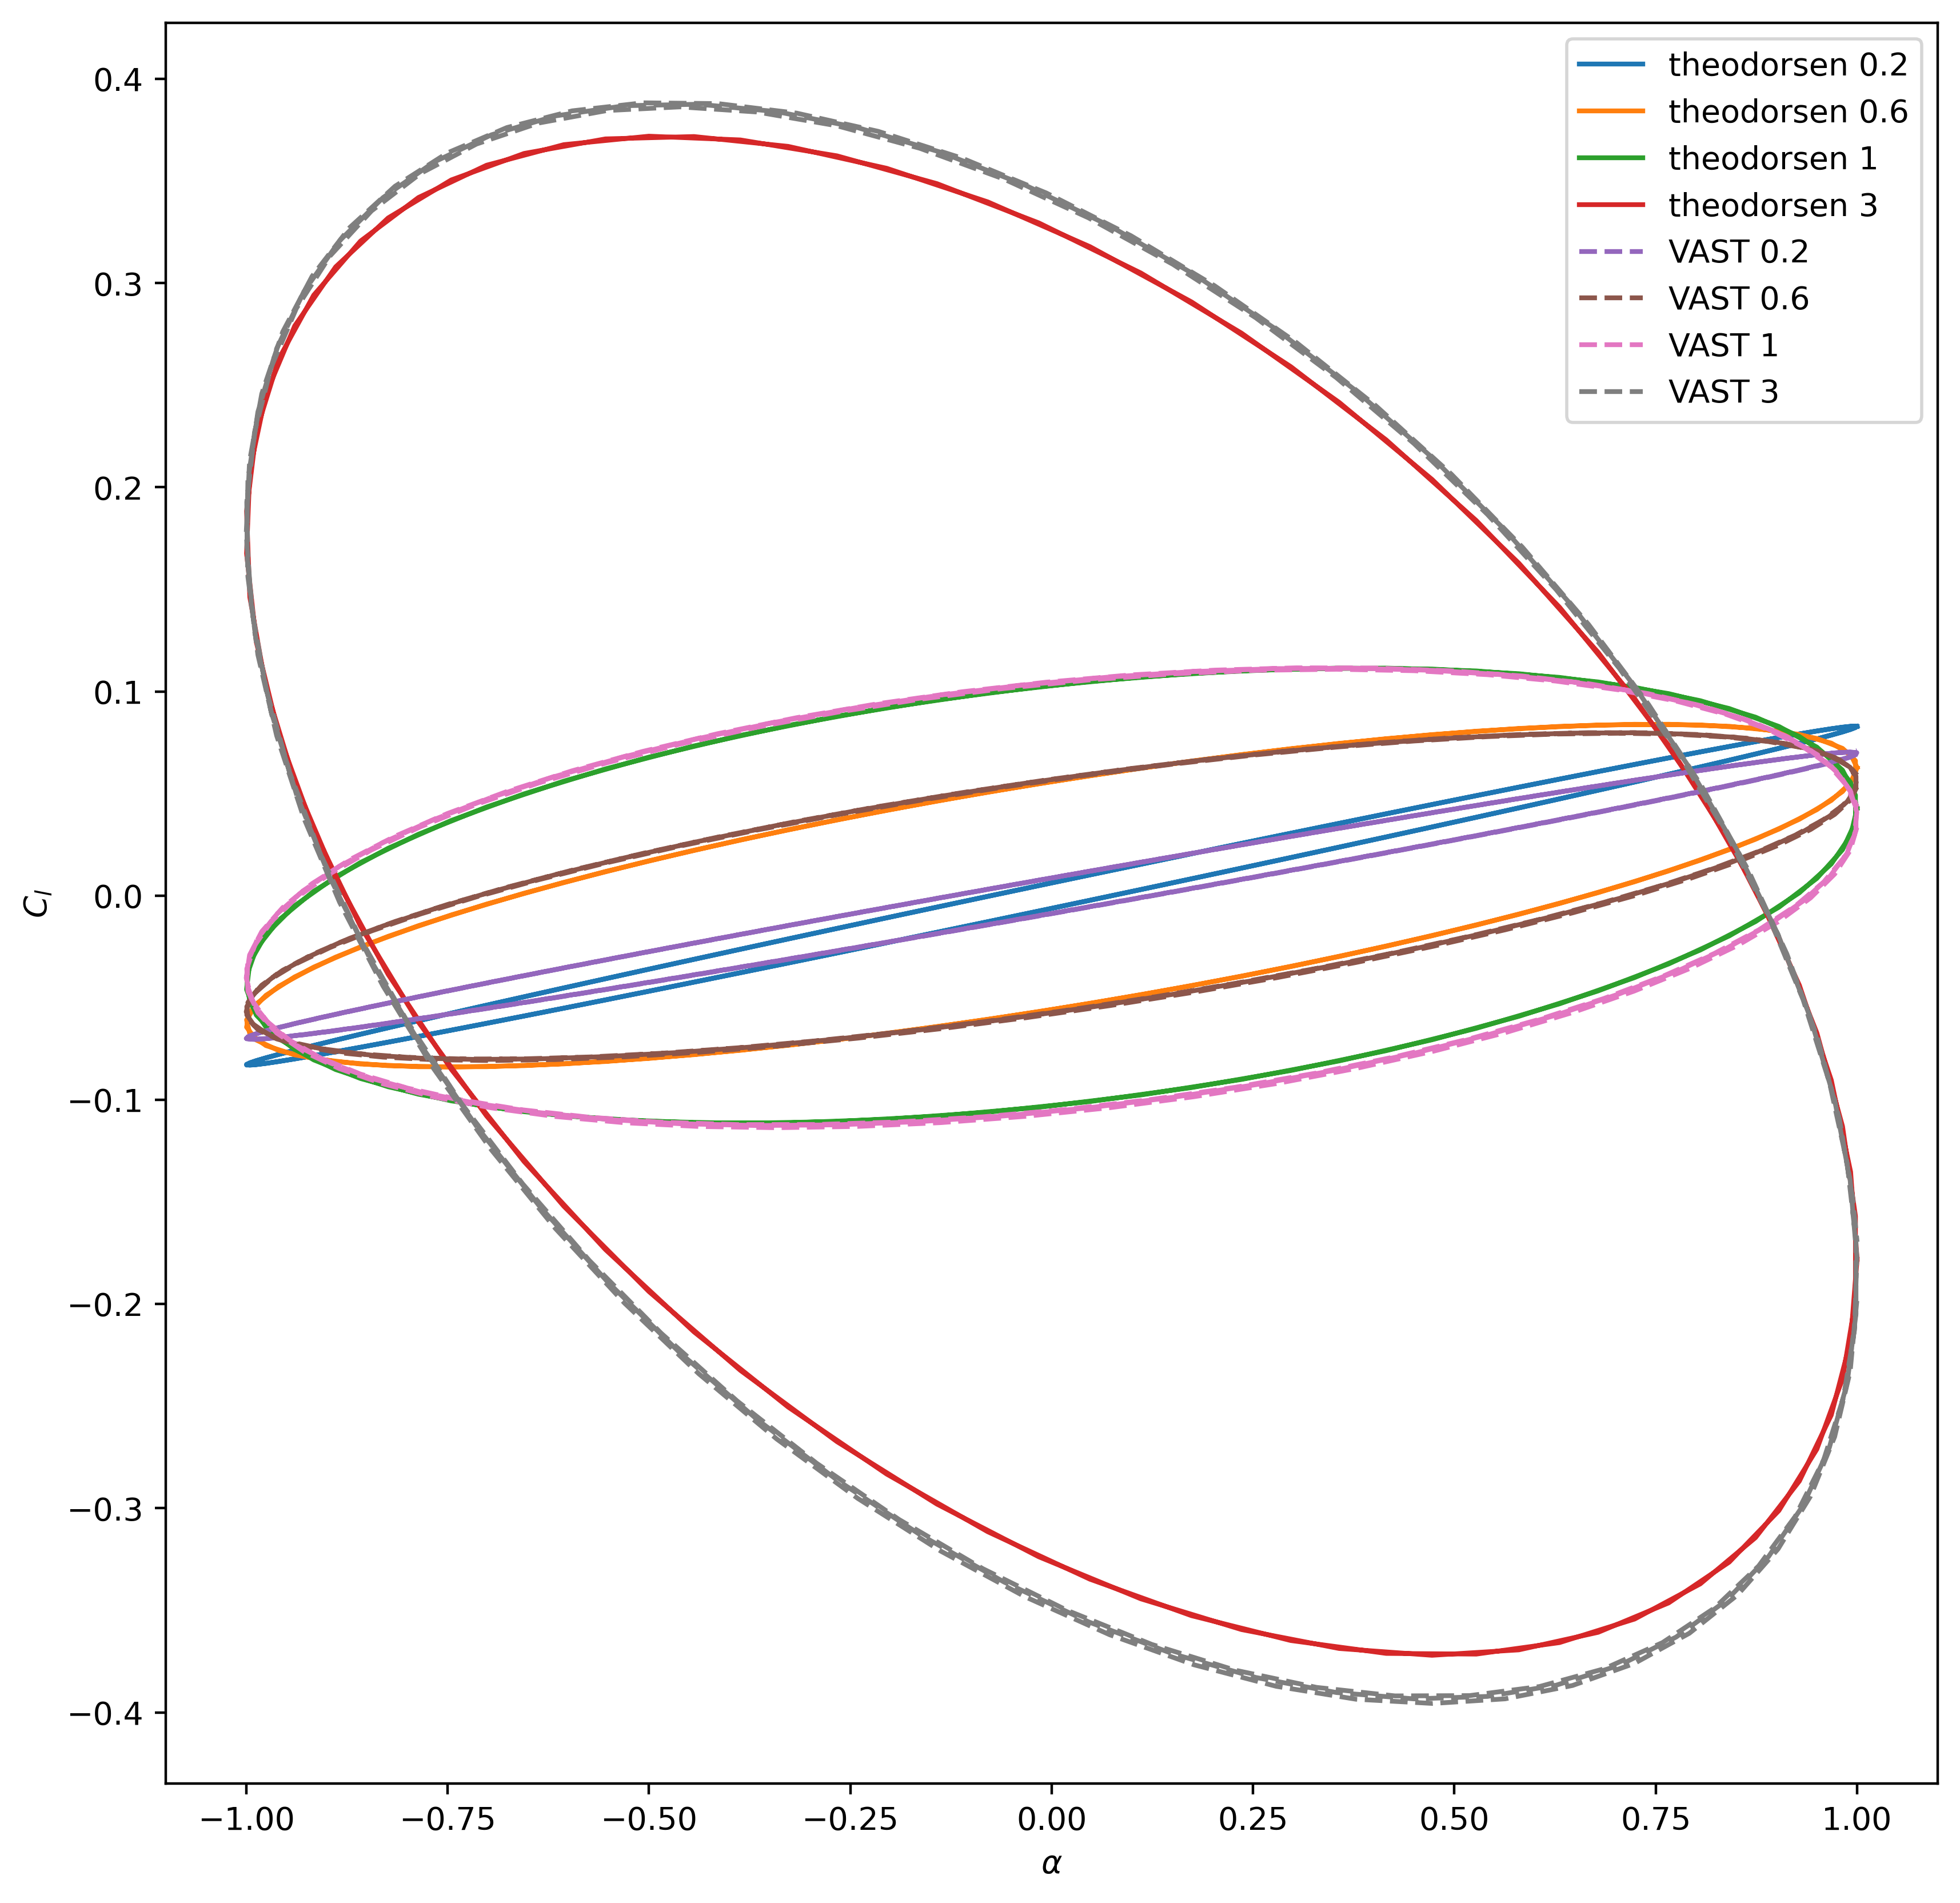 theodorsen 0.2
theodorsen 0.6
theodorsen 1
theodorsen 3
VAST 0.2
VAST 0.6
VAST 1
VAST 3
0.4
0.3
0.2
0.1
0.0
−0.1
−0.2
−0.3
−0.4
C_l
−1.00 −0.75 −0.50 −0.25 0.00 0.25 0.50 0.75 1.00
α